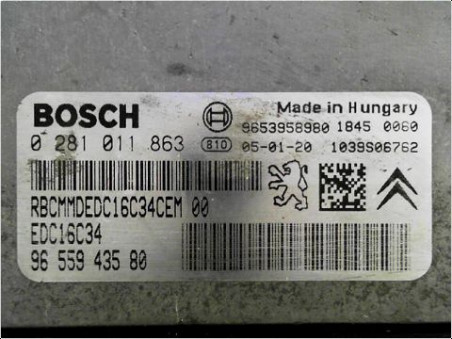 BOSCH
Made in Hungary
9653958980 1845 0060
0 281 011 863 810 05-01-20 1039S06762
RBCMMDEDC16C34CEM 00
EDC16C34
96 559 435 80